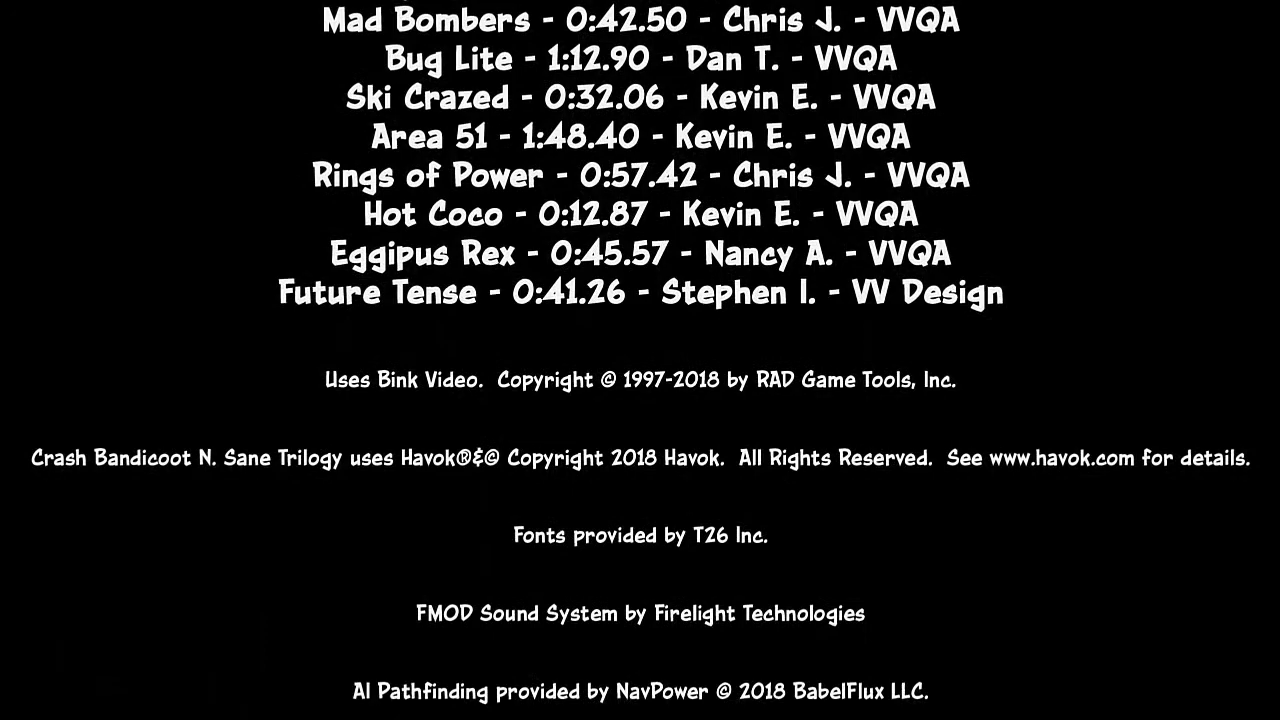 Mad Bombers - 0:42.50 - Chris J. - VVQA
Bug Lite - 1:12.90 - Dan T. - VVQA
Ski Crazed - 0:32.06 - Kevin E. - VVQA
Area 51 - 1:48.40 - Kevin E. - VVQA
Rings of Power - 0:57.42 - Chris J. - VVQA
Hot Coco - 0:12.87 - Kevin E. - VVQA
Eggipus Rex - 0:45.57 - Nancy A. - VVQA
Future Tense - 0:41.26 - Stephen I. - VV Design
Uses Bink Video.  Copyright © 1997-2018 by RAD Game Tools, Inc.
Crash Bandicoot N. Sane Trilogy uses Havok®&© Copyright 2018 Havok.  All Rights Reserved.  See www.havok.com for details.
Fonts provided by T26 Inc.
FMOD Sound System by Firelight Technologies
AI Pathfinding provided by NavPower © 2018 BabelFlux LLC.